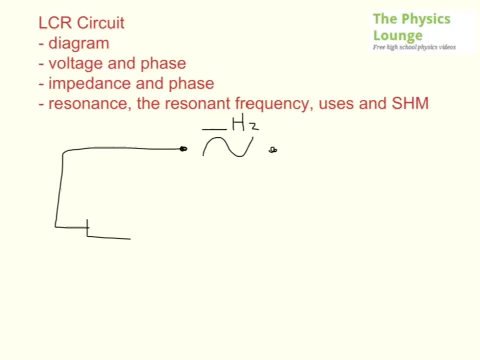 LCR Circuit
- diagram
- voltage and phase
- impedance and phase
- resonance, the resonant frequency, uses and SHM
The Physics
Lounge
Free high school physics videos
__Hz